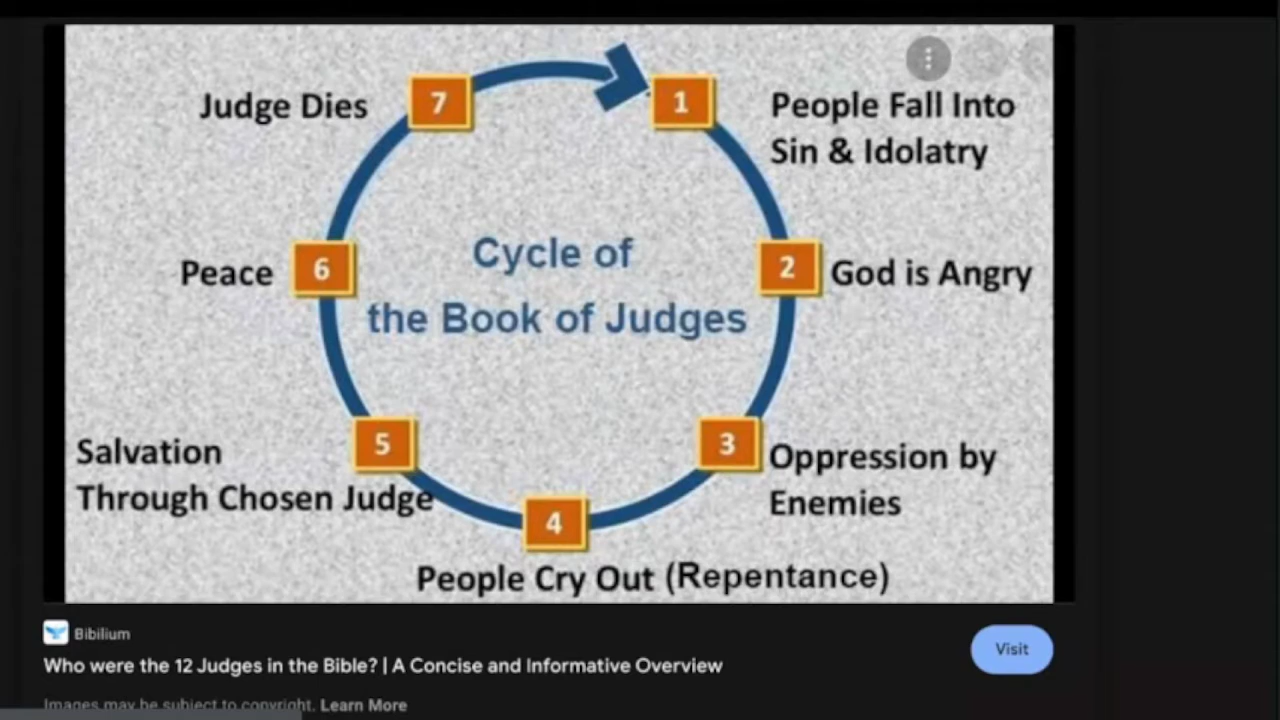 7
1
Judge Dies
People Fall Into
Sin & Idolatry
6
Peace
Cycle of
the Book of Judges
2
God is Angry
5
Salvation
Through Chosen Judge
3
Oppression by
Enemies
4
People Cry Out (Repentance)
Bibilium
Who were the 12 Judges in the Bible? | A Concise and Informative Overview
Visit
Images may be subject to copyright. Learn More